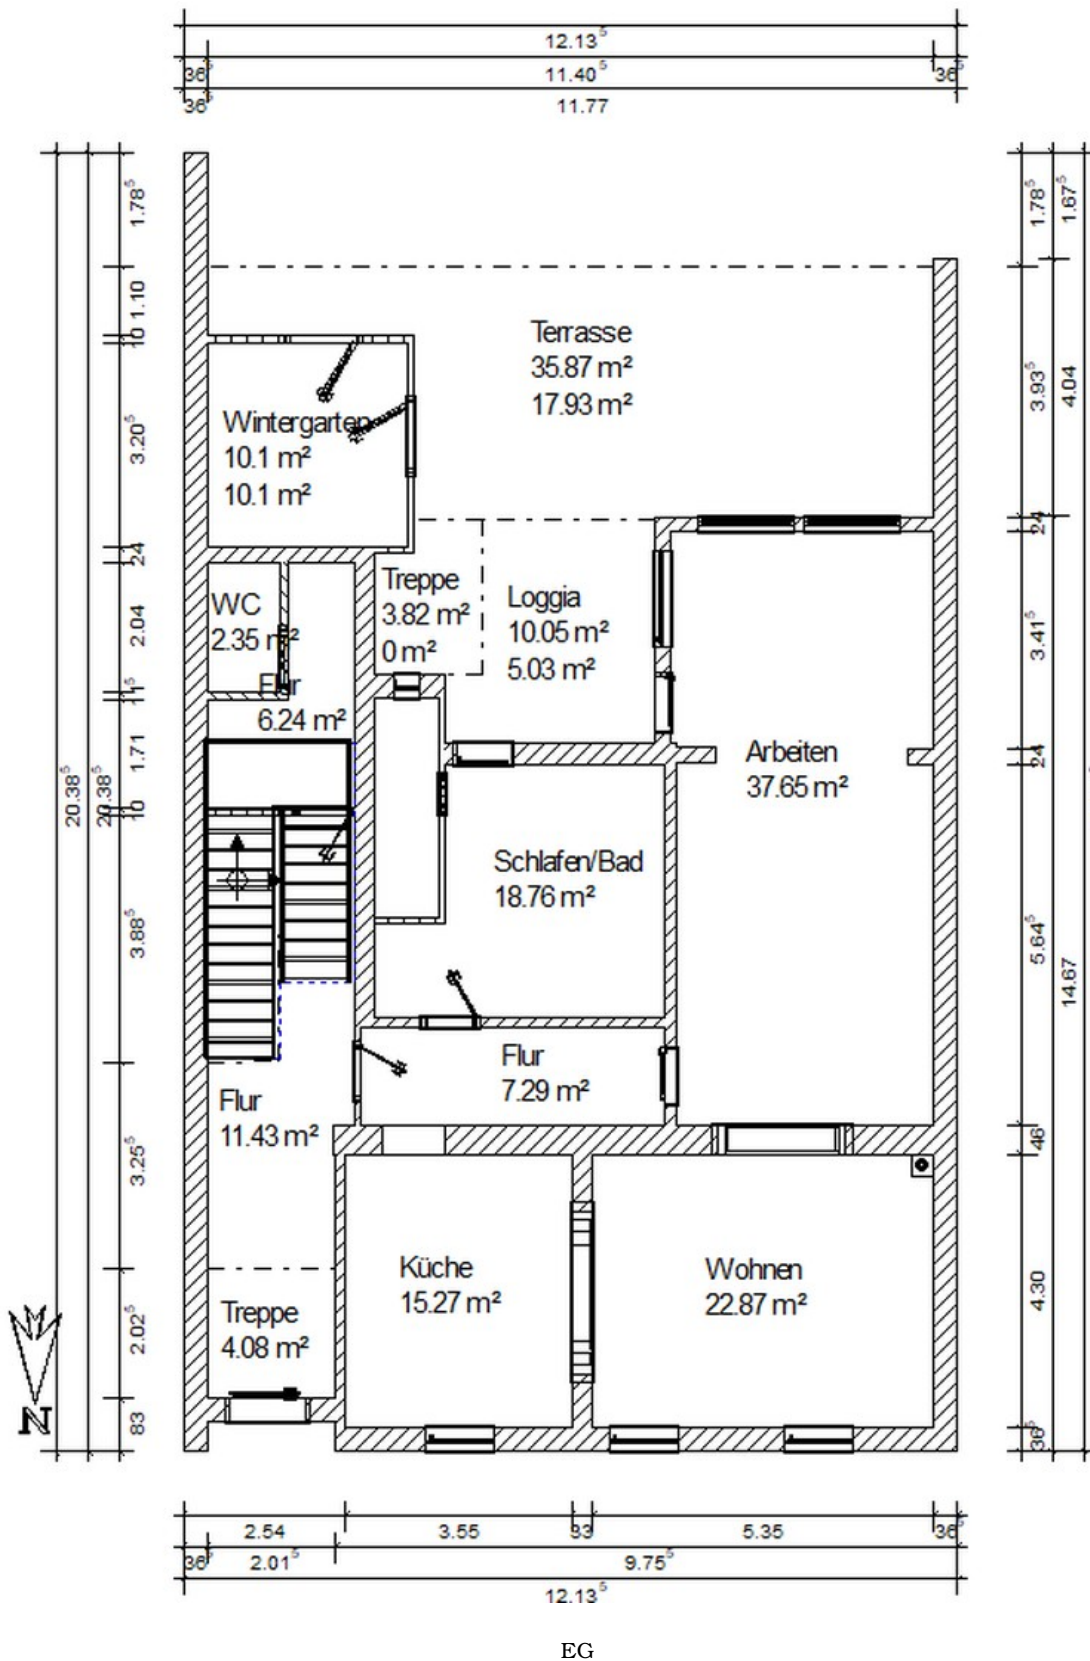 12.13⁵
36⁵ 11.40⁵ 36⁵
36⁵ 11.77
1.78⁵
1.10
10
3.20⁵
24
2.04
15
1.71
10
3.88⁵
3.25⁵
2.02⁵
83
20.38⁵
20.38⁵
1.78⁵
3.93⁵
24
3.41⁵
24
5.64⁵
46⁵
4.30
36⁵
1.67⁵
4.04
14.67
Terrasse
35.87 m²
17.93 m²
Wintergarten
10.1 m²
10.1 m²
Treppe
3.82 m²
0 m²
Loggia
10.05 m²
5.03 m²
WC
2.35 m²
Flur
6.24 m²
Arbeiten
37.65 m²
Schlafen/Bad
18.76 m²
Flur
7.29 m²
Flur
11.43 m²
Küche
15.27 m²
Wohnen
22.87 m²
Treppe
4.08 m²
N
2.54 3.55 33 5.35 36⁵
36⁵ 2.01⁵ 9.75⁵
12.13⁵
EG